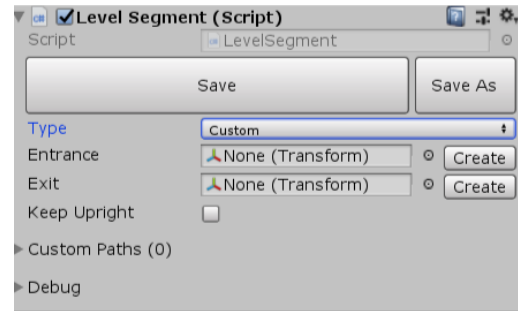 Level Segment (Script)
Script LevelSegment
Save Save As
Type Custom
Entrance None (Transform) Create
Exit None (Transform) Create
Keep Upright
Custom Paths (0)
Debug